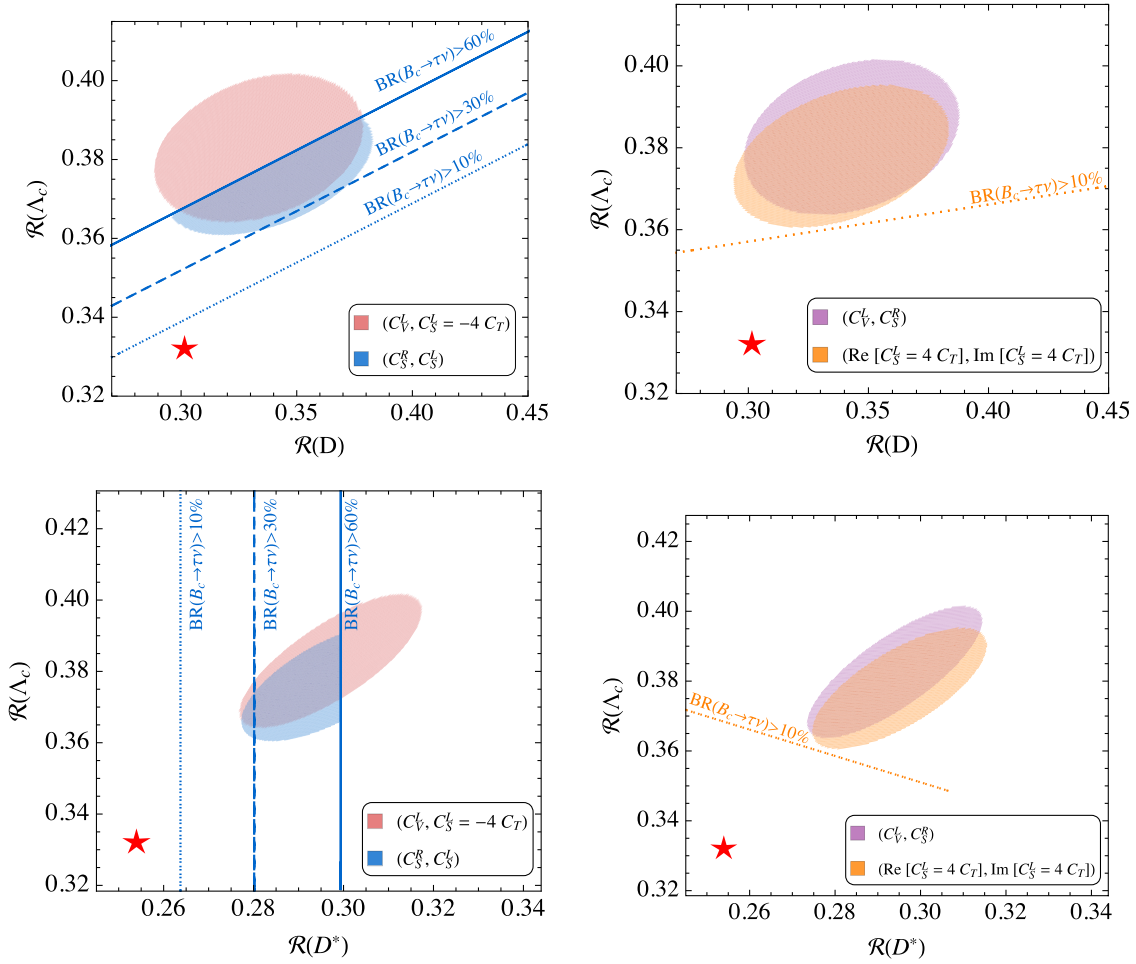 0.40
0.38
0.36
0.34
0.32
ℛ(Λ_c)
BR(B_c→τν)>60%
BR(B_c→τν)>30%
BR(B_c→τν)>10%
(C_V^L, C_S^L = −4 C_T)
(C_S^R, C_S^L)
0.30 0.35 0.40 0.45
ℛ(D)
0.40
0.38
0.36
0.34
0.32
ℛ(Λ_c)
BR(B_c→τν)>10%
(C_V^L, C_S^R)
(Re [C_S^L = 4 C_T], Im [C_S^L = 4 C_T])
0.30 0.35 0.40 0.45
ℛ(D)
0.42
0.40
0.38
0.36
0.34
0.32
ℛ(Λ_c)
BR(B_c→τν)>10%
BR(B_c→τν)>30%
BR(B_c→τν)>60%
(C_V^L, C_S^L = −4 C_T)
(C_S^R, C_S^L)
0.26 0.28 0.30 0.32 0.34
ℛ(D*)
0.42
0.40
0.38
0.36
0.34
0.32
ℛ(Λ_c)
BR(B_c→τν)>10%
(C_V^L, C_S^R)
(Re [C_S^L = 4 C_T], Im [C_S^L = 4 C_T])
0.26 0.28 0.30 0.32 0.34
ℛ(D*)